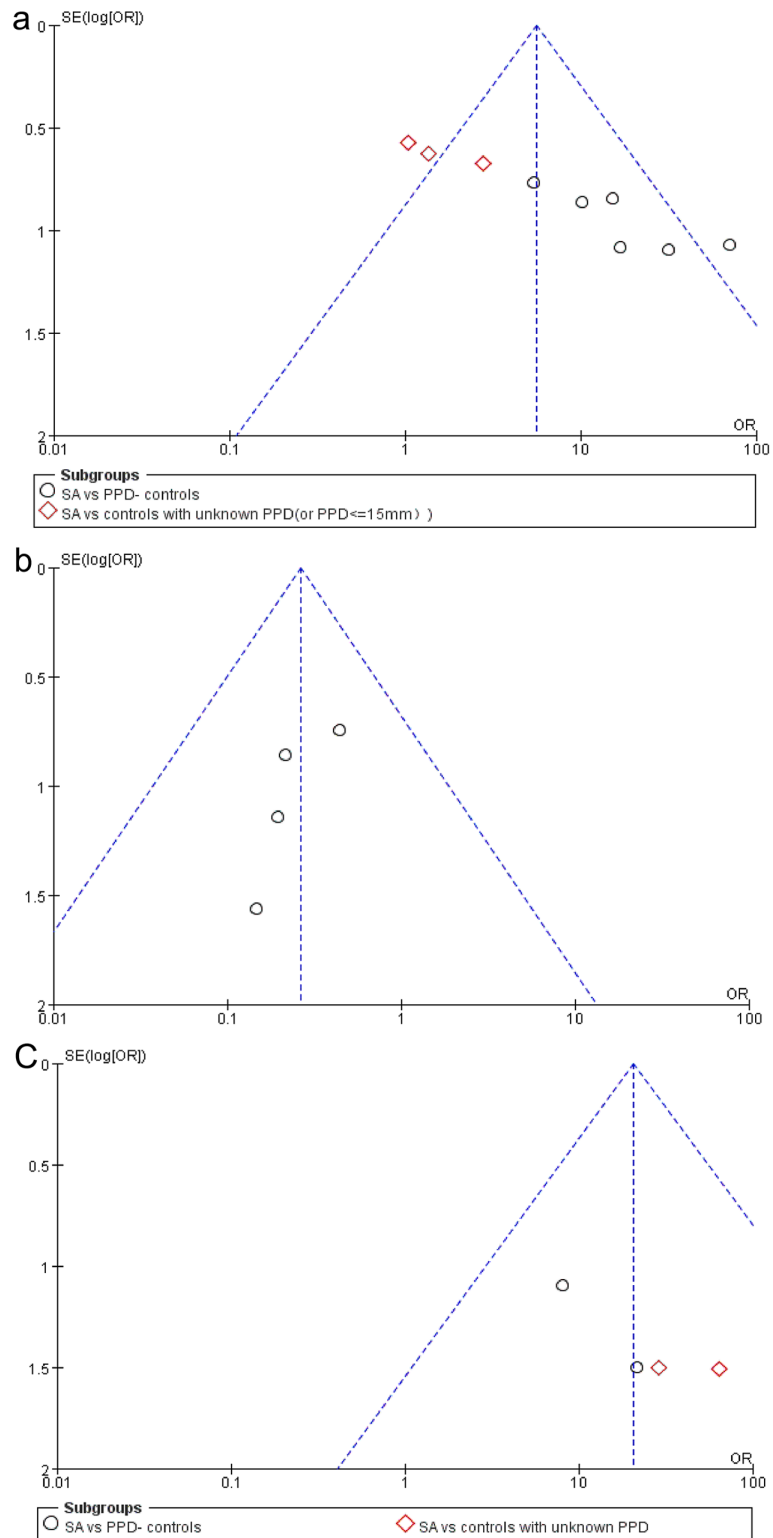 a
SE(log[OR])
0
0.5
1
1.5
2
OR
0.01 0.1 1 10 100
Subgroups
SA vs PPD- controls
SA vs controls with unknown PPD(or PPD<=15mm））
b
SE(log[OR])
0
0.5
1
1.5
2
OR
0.01 0.1 1 10 100
C
SE(log[OR])
0
0.5
1
1.5
2
OR
0.01 0.1 1 10 100
Subgroups
SA vs PPD- controls SA vs controls with unknown PPD